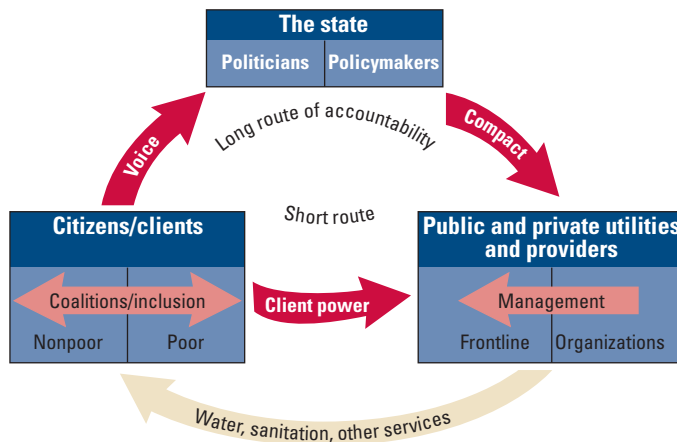 The state
Politicians Policymakers
Long route of accountability
Voice
Compact
Short route
Citizens/clients
Public and private utilities
and providers
Coalitions/inclusion
Client power
Management
Nonpoor Poor
Frontline Organizations
Water, sanitation, other services